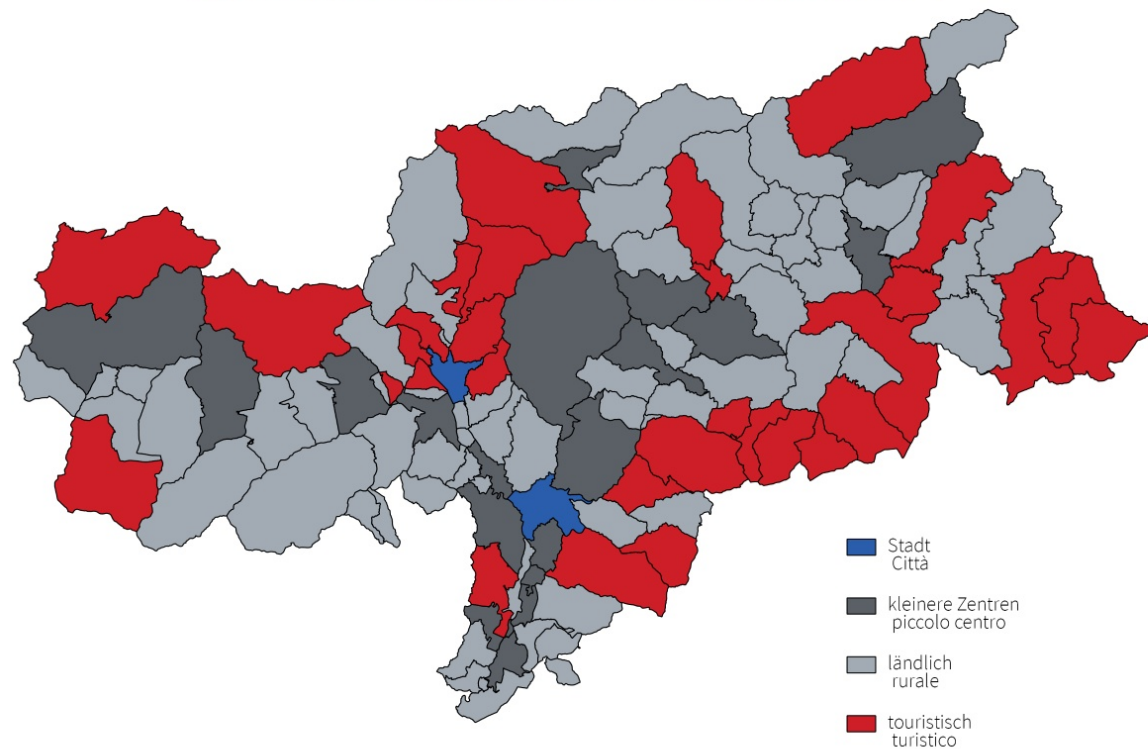 Stadt
Città
kleinere Zentren
piccolo centro
ländlich
rurale
touristisch
turistico